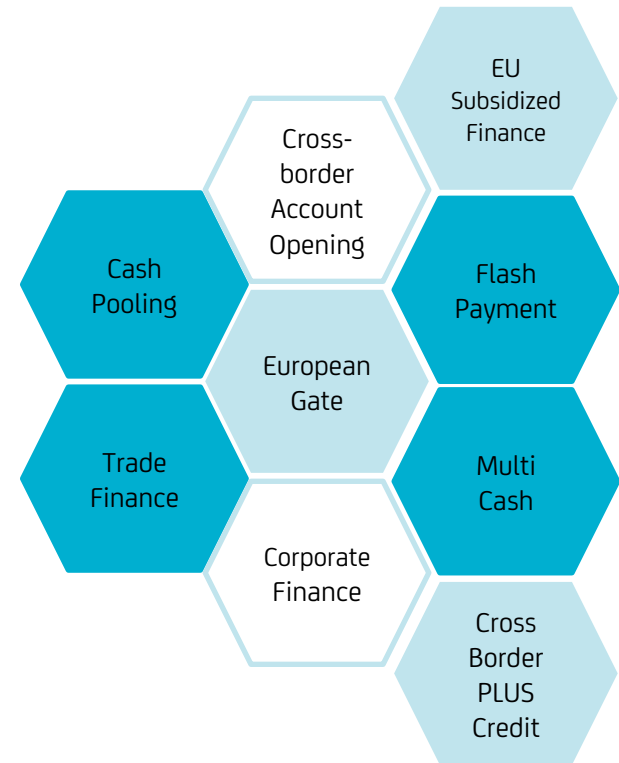 EU
Subsidized
Finance
Cross-
border
Account
Opening
Cash
Pooling
Flash
Payment
European
Gate
Trade
Finance
Multi
Cash
Corporate
Finance
Cross
Border
PLUS
Credit